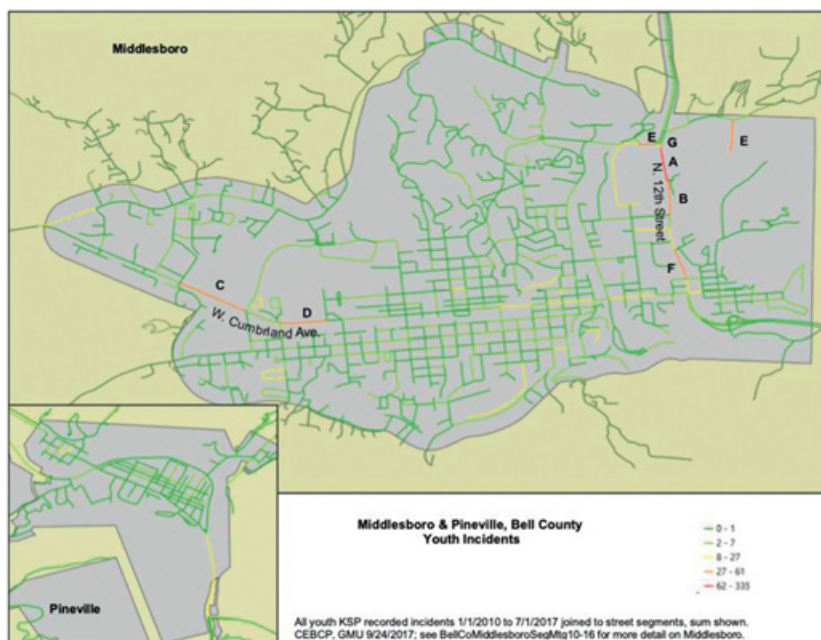 Middlesboro
E
G
E
A
B
N. 12th Street
F
C
D
W. Cumbrland Ave.
Middlesboro & Pineville, Bell County
Youth Incidents
0 - 1
2 - 7
8 - 27
27 - 61
62 - 335
Pineville
All youth KSP recorded incidents 1/1/2010 to 7/1/2017 joined to street segments, sum shown.
CEBCP, GMU 9/24/2017; see BellCoMiddlesboroSegMtg10-16 for more detail on Middlesboro.